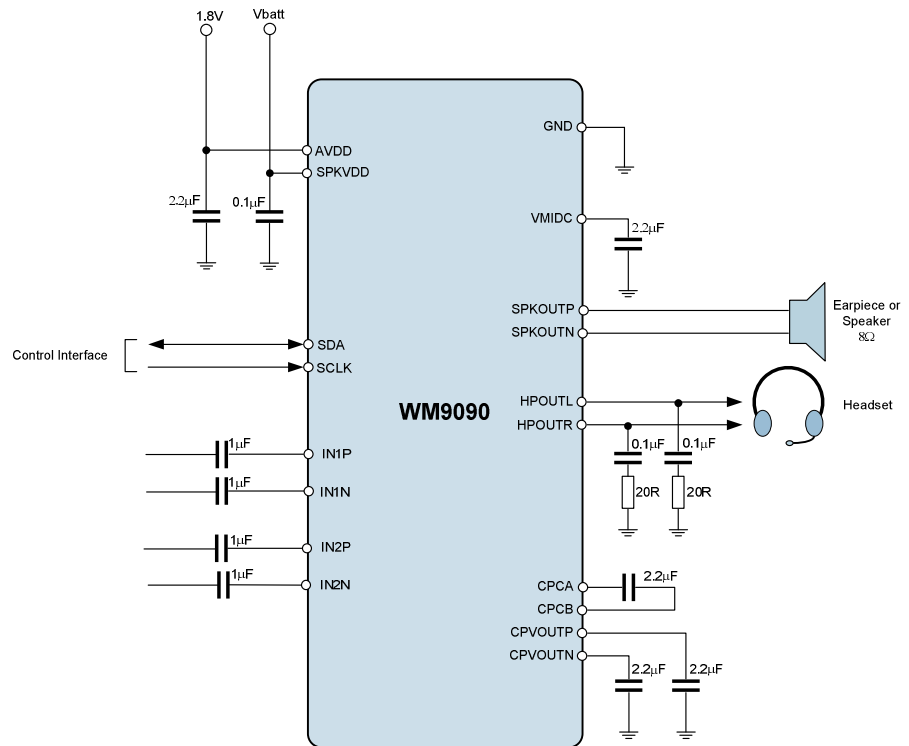 1.8V
Vbatt
GND
AVDD
SPKVDD
2.2µF
0.1µF
VMIDC
2.2µF
SPKOUTP
SPKOUTN
Earpiece or
Speaker
8Ω
Control Interface
SDA
SCLK
WM9090
HPOUTL
HPOUTR
Headset
0.1µF
0.1µF
20R
20R
1µF
IN1P
1µF
IN1N
1µF
IN2P
1µF
IN2N
CPCA
2.2µF
CPCB
CPVOUTP
CPVOUTN
2.2µF
2.2µF